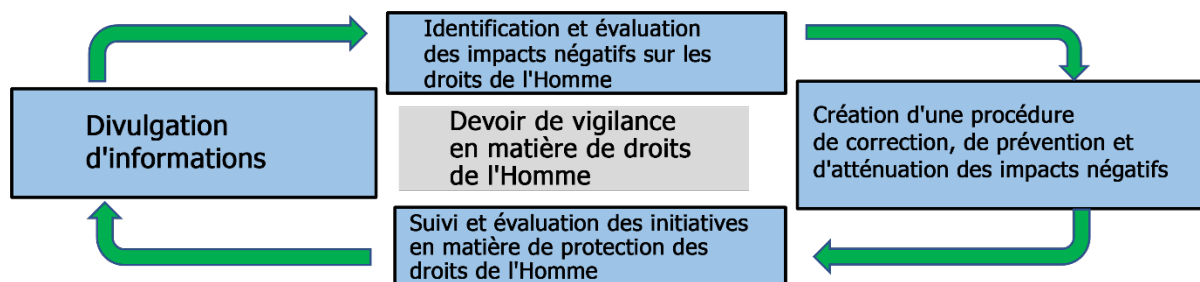 Identification et évaluation
des impacts négatifs sur les
droits de l'Homme
Divulgation
d'informations
Devoir de vigilance
en matière de droits
de l'Homme
Création d'une procédure
de correction, de prévention et
d'atténuation des impacts négatifs
Suivi et évaluation des initiatives
en matière de protection des
droits de l'Homme